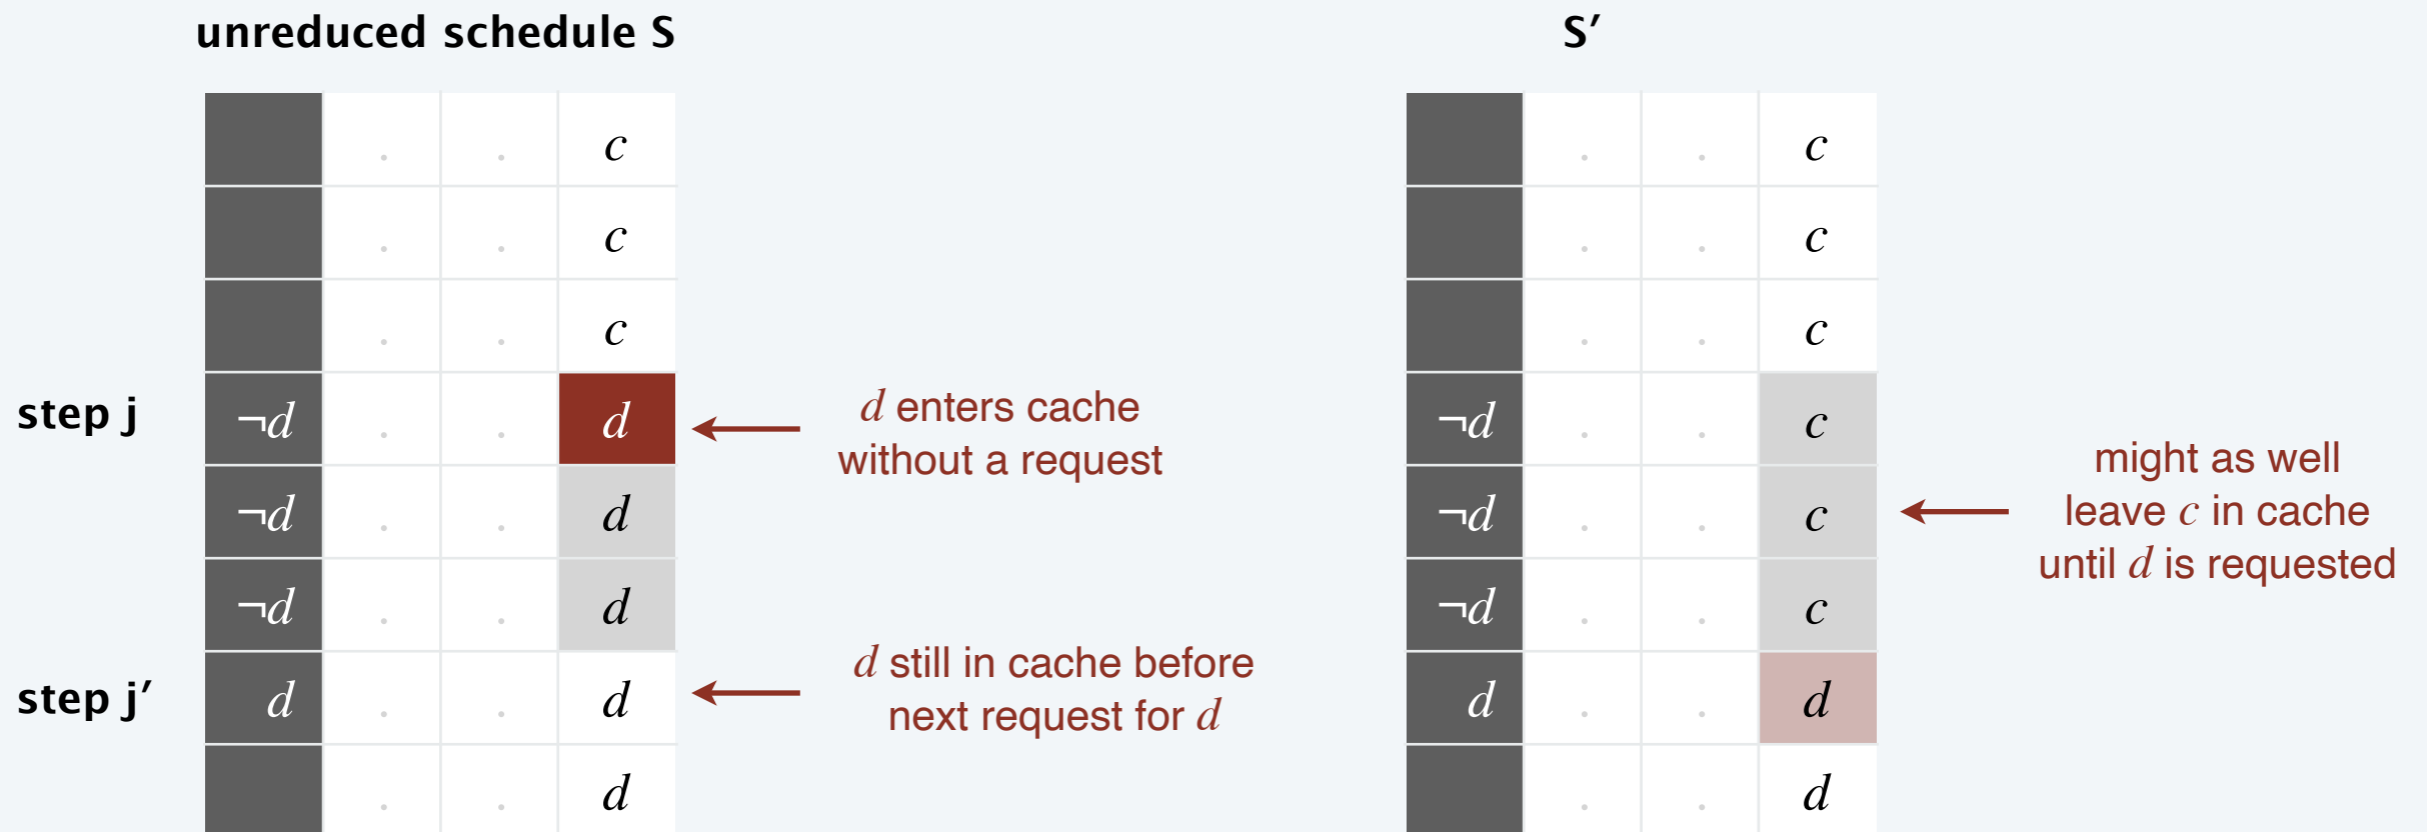 unreduced schedule S
S′
. . c
. . c
. . c
. . c
. . c
. . c
step j ¬d . . d
d enters cache
without a request
¬d . . c
¬d . . d
¬d . . c
might as well
leave c in cache
until d is requested
¬d . . d
¬d . . c
step j′ d . . d
d still in cache before
next request for d
d . . d
. . d
. . d